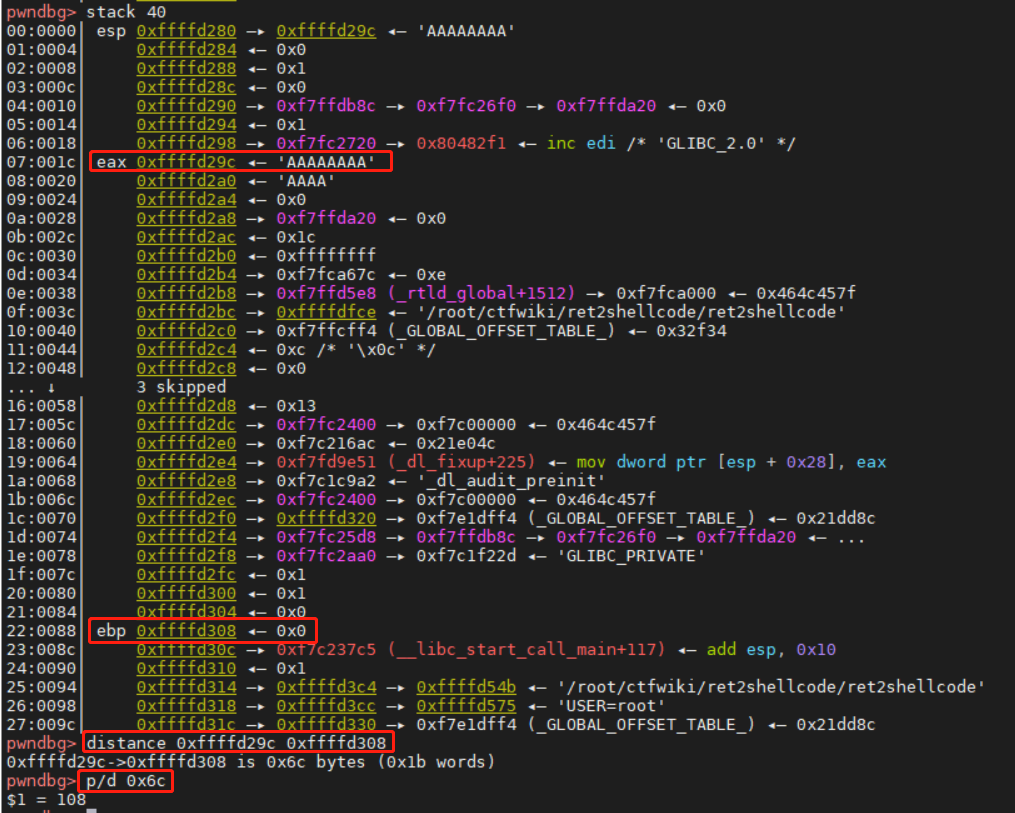 pwndbg> stack 40
00:0000│ esp 0xffffd280 —▸ 0xffffd29c ◂— 'AAAAAAAA'
01:0004│ 0xffffd284 ◂— 0x0
02:0008│ 0xffffd288 ◂— 0x1
03:000c│ 0xffffd28c ◂— 0x0
04:0010│ 0xffffd290 —▸ 0xf7ffdb8c —▸ 0xf7fc26f0 —▸ 0xf7ffda20 ◂— 0x0
05:0014│ 0xffffd294 ◂— 0x1
06:0018│ 0xffffd298 —▸ 0xf7fc2720 —▸ 0x80482f1 ◂— inc edi /* 'GLIBC_2.0' */
07:001c│ eax 0xffffd29c ◂— 'AAAAAAAA'
08:0020│ 0xffffd2a0 ◂— 'AAAA'
09:0024│ 0xffffd2a4 ◂— 0x0
0a:0028│ 0xffffd2a8 —▸ 0xf7ffda20 ◂— 0x0
0b:002c│ 0xffffd2ac ◂— 0x1c
0c:0030│ 0xffffd2b0 ◂— 0xffffffff
0d:0034│ 0xffffd2b4 —▸ 0xf7fca67c ◂— 0xe
0e:0038│ 0xffffd2b8 —▸ 0xf7ffd5e8 (_rtld_global+1512) —▸ 0xf7fca000 ◂— 0x464c457f
0f:003c│ 0xffffd2bc —▸ 0xffffdfce ◂— '/root/ctfwiki/ret2shellcode/ret2shellcode'
10:0040│ 0xffffd2c0 —▸ 0xf7ffcff4 (_GLOBAL_OFFSET_TABLE_) ◂— 0x32f34
11:0044│ 0xffffd2c4 ◂— 0xc /* '\x0c' */
12:0048│ 0xffffd2c8 ◂— 0x0
... ↓ 3 skipped
16:0058│ 0xffffd2d8 ◂— 0x13
17:005c│ 0xffffd2dc —▸ 0xf7fc2400 —▸ 0xf7c00000 ◂— 0x464c457f
18:0060│ 0xffffd2e0 —▸ 0xf7c216ac ◂— 0x21e04c
19:0064│ 0xffffd2e4 —▸ 0xf7fd9e51 (_dl_fixup+225) ◂— mov dword ptr [esp + 0x28], eax
1a:0068│ 0xffffd2e8 —▸ 0xf7c1c9a2 ◂— '_dl_audit_preinit'
1b:006c│ 0xffffd2ec —▸ 0xf7fc2400 —▸ 0xf7c00000 ◂— 0x464c457f
1c:0070│ 0xffffd2f0 —▸ 0xffffd320 —▸ 0xf7e1dff4 (_GLOBAL_OFFSET_TABLE_) ◂— 0x21dd8c
1d:0074│ 0xffffd2f4 —▸ 0xf7fc25d8 —▸ 0xf7ffdb8c —▸ 0xf7fc26f0 —▸ 0xf7ffda20 ◂— ...
1e:0078│ 0xffffd2f8 —▸ 0xf7fc2aa0 —▸ 0xf7c1f22d ◂— 'GLIBC_PRIVATE'
1f:007c│ 0xffffd2fc ◂— 0x1
20:0080│ 0xffffd300 ◂— 0x1
21:0084│ 0xffffd304 ◂— 0x0
22:0088│ ebp 0xffffd308 ◂— 0x0
23:008c│ 0xffffd30c —▸ 0xf7c237c5 (__libc_start_call_main+117) ◂— add esp, 0x10
24:0090│ 0xffffd310 ◂— 0x1
25:0094│ 0xffffd314 —▸ 0xffffd3c4 —▸ 0xffffd54b ◂— '/root/ctfwiki/ret2shellcode/ret2shellcode'
26:0098│ 0xffffd318 —▸ 0xffffd3cc —▸ 0xffffd575 ◂— 'USER=root'
27:009c│ 0xffffd31c —▸ 0xffffd330 —▸ 0xf7e1dff4 (_GLOBAL_OFFSET_TABLE_) ◂— 0x21dd8c
pwndbg> distance 0xffffd29c 0xffffd308
0xffffd29c->0xffffd308 is 0x6c bytes (0x1b words)
pwndbg> p/d 0x6c
$1 = 108